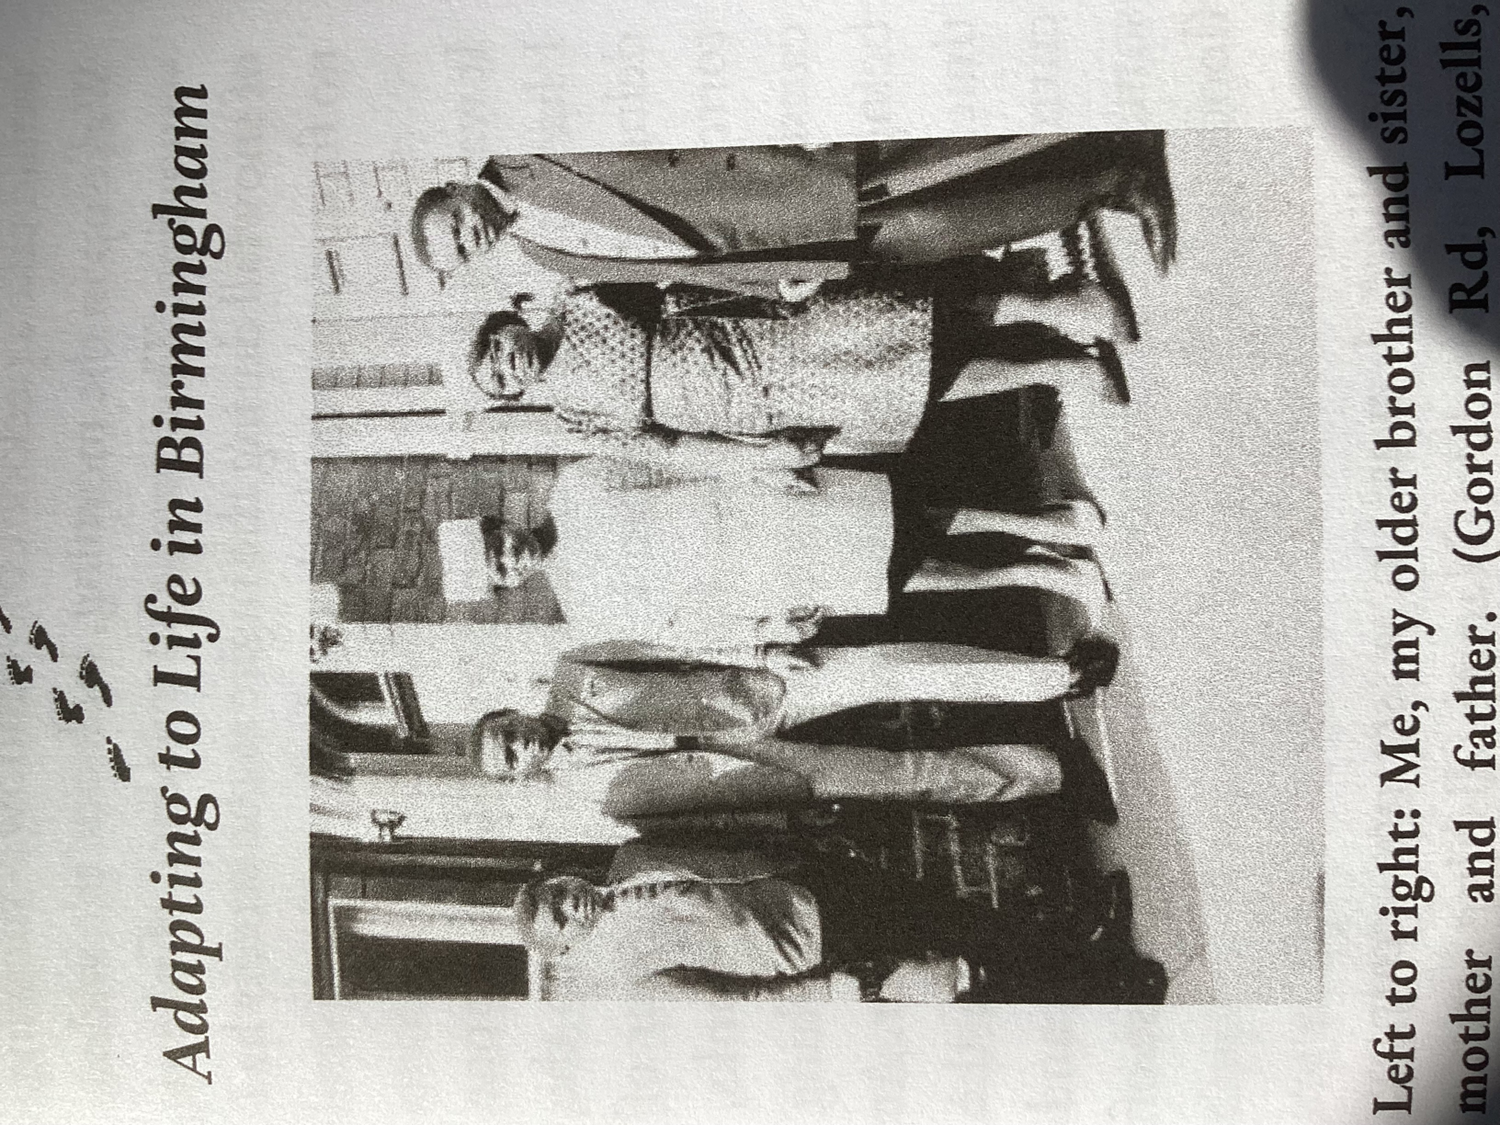 Adapting to Life in Birmingham
Left to right: Me, my older brother and sister,
mother and father. (Gordon Rd, Lozells,